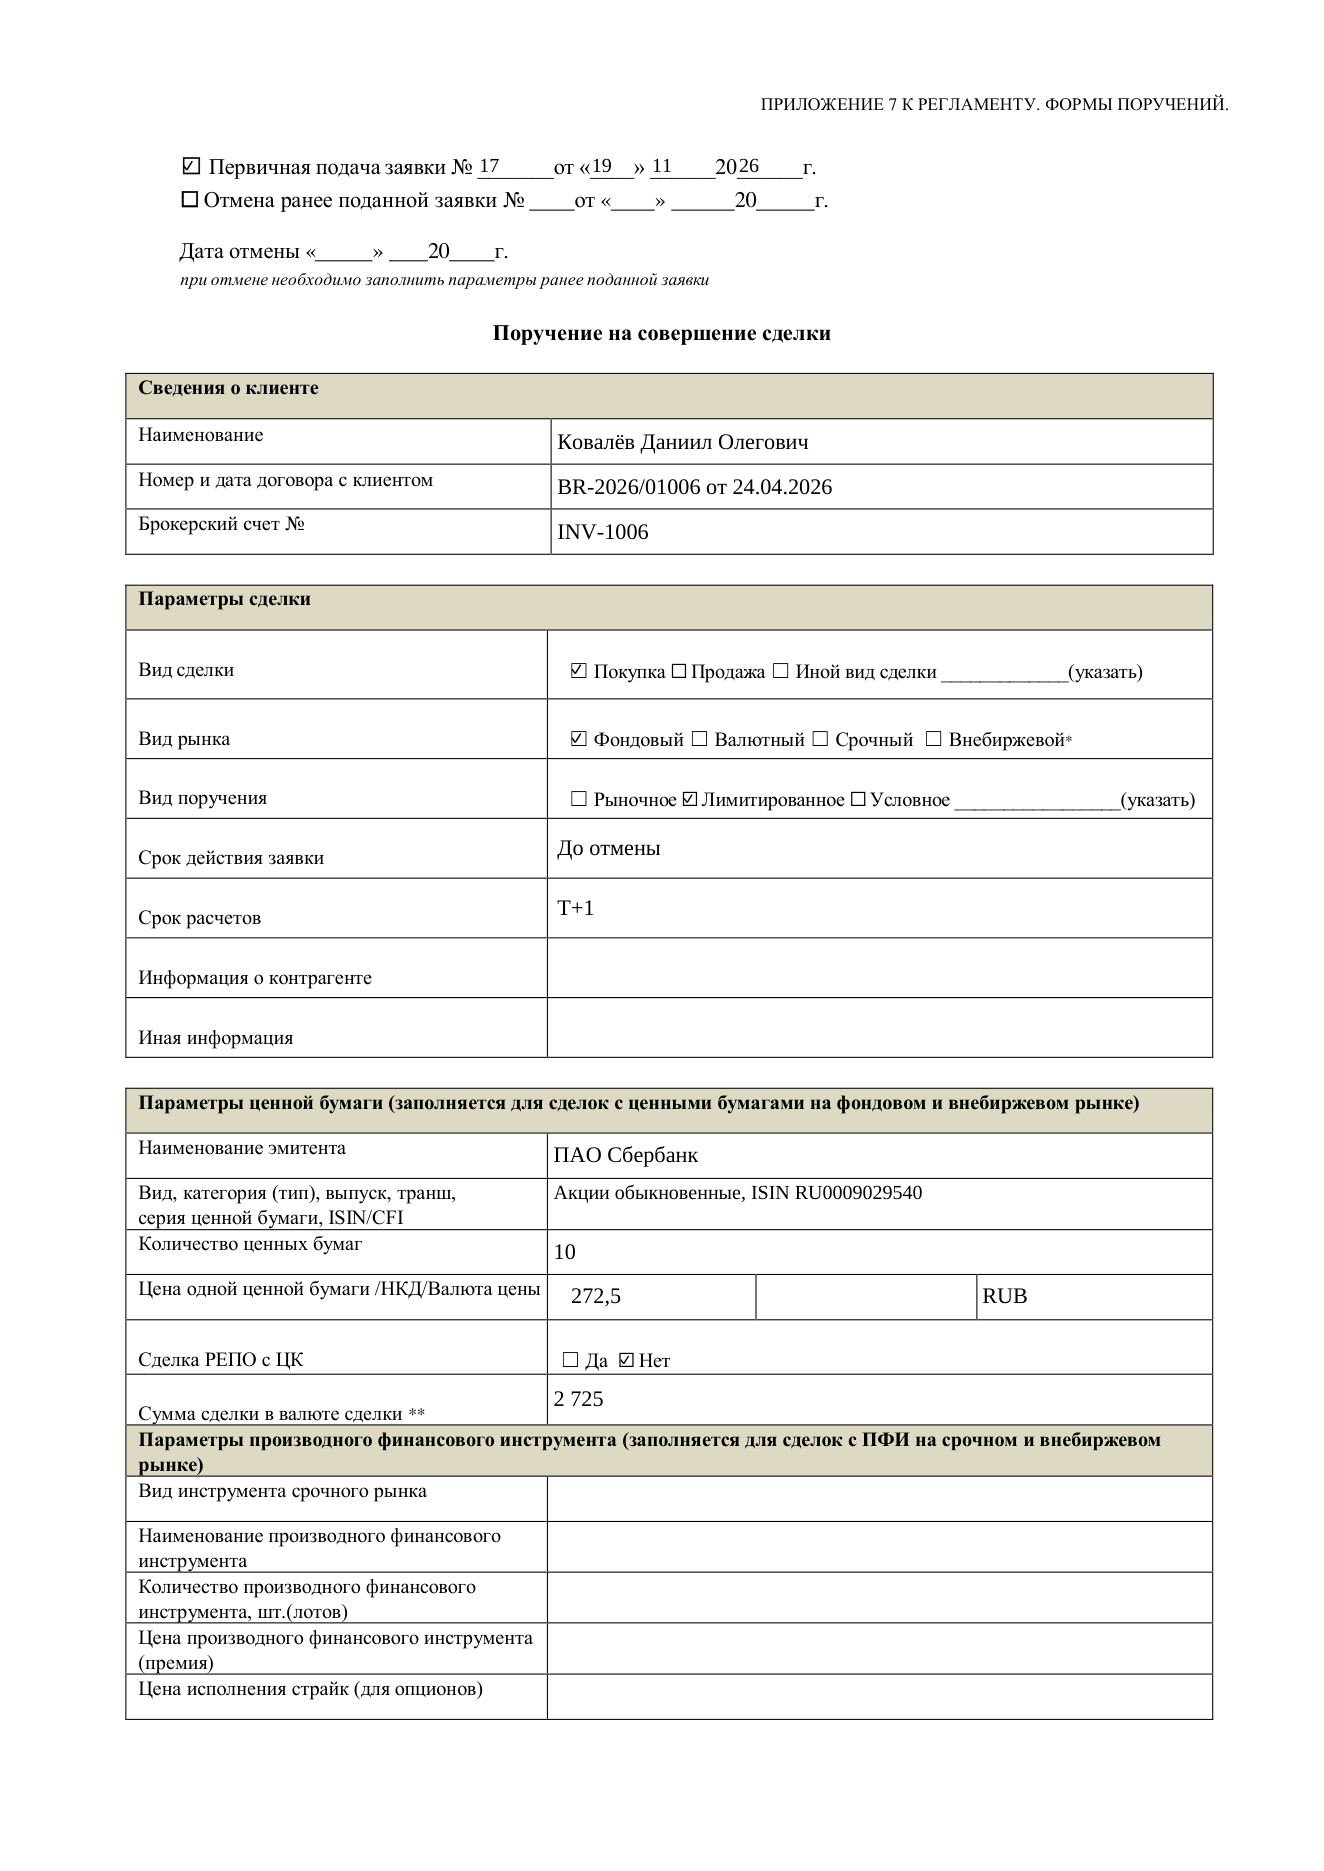 ПРИЛОЖЕНИЕ 7 К РЕГЛАМЕНТУ. ФОРМЫ ПОРУЧЕНИЙ.
☑ Первичная подача заявки № 17_______от «19__» 11____2026____г.
☐ Отмена ранее поданной заявки № ____от «____» ______20_____г.
Дата отмены «_____» ____20____г.
при отмене необходимо заполнить параметры ранее поданной заявки
Поручение на совершение сделки
Сведения о клиенте
Наименование Ковалёв Даниил Олегович
Номер и дата договора с клиентом BR-2026/01006 от 24.04.2026
Брокерский счет № INV-1006
Параметры сделки
Вид сделки ☑ Покупка ☐ Продажа ☐ Иной вид сделки _____________(указать)
Вид рынка ☑ Фондовый ☐ Валютный ☐ Срочный ☐ Внебиржевой*
Вид поручения ☐ Рыночное ☑ Лимитированное ☐ Условное _________________(указать)
Срок действия заявки До отмены
Срок расчетов T+1
Информация о контрагенте
Иная информация
Параметры ценной бумаги (заполняется для сделок с ценными бумагами на фондовом и внебиржевом рынке)
Наименование эмитента ПАО Сбербанк
Вид, категория (тип), выпуск, транш, Акции обыкновенные, ISIN RU0009029540
серия ценной бумаги, ISIN/CFI
Количество ценных бумаг 10
Цена одной ценной бумаги /НКД/Валюта цены 272,5 RUB
Сделка РЕПО с ЦК ☐ Да ☑ Нет
Сумма сделки в валюте сделки ** 2 725
Параметры производного финансового инструмента (заполняется для сделок с ПФИ на срочном и внебиржевом
рынке)
Вид инструмента срочного рынка
Наименование производного финансового
инструмента
Количество производного финансового
инструмента, шт.(лотов)
Цена производного финансового инструмента
(премия)
Цена исполнения страйк (для опционов)